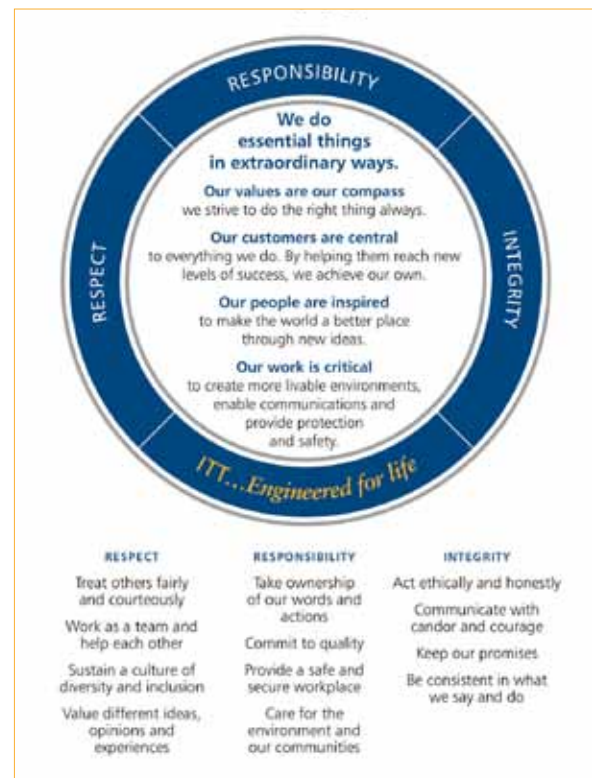 RESPONSIBILITY
We do
essential things
in extraordinary ways.
Our values are our compass
we strive to do the right thing always.
Our customers are central
to everything we do. By helping them reach new
levels of success, we achieve our own.
Our people are inspired
to make the world a better place
through new ideas.
Our work is critical
to create more livable environments,
enable communications and
provide protection
and safety.
RESPECT
INTEGRITY
ITT...Engineered for life
RESPECT
Treat others fairly
and courteously
Work as a team and
help each other
Sustain a culture of
diversity and inclusion
Value different ideas,
opinions and
experiences
RESPONSIBILITY
Take ownership
of our words and
actions
Commit to quality
Provide a safe and
secure workplace
Care for the
environment and
our communities
INTEGRITY
Act ethically and honestly
Communicate with
candor and courage
Keep our promises
Be consistent in what
we say and do